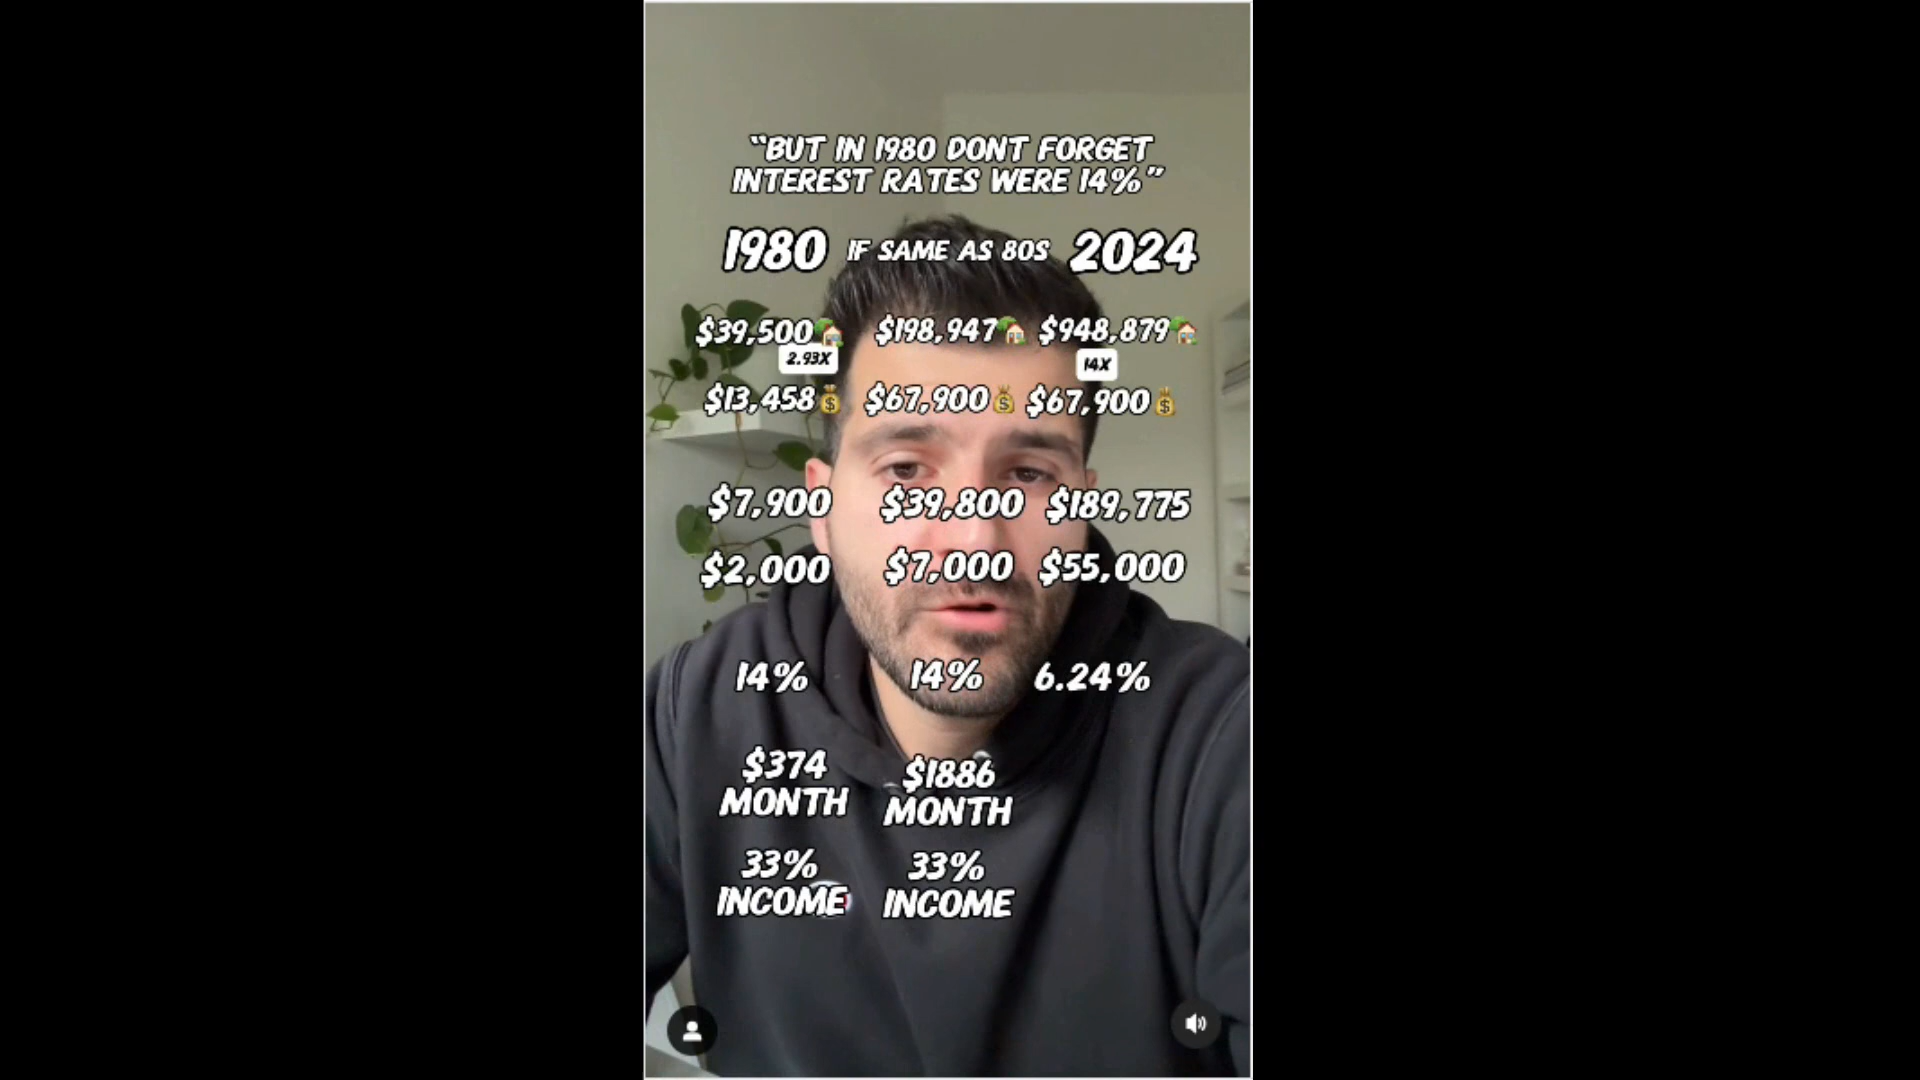 “BUT IN 1980 DONT FORGET
INTEREST RATES WERE 14%”
1980 IF SAME AS 80S 2024
$39,500 $198,947 $948,879
2.93X 14X
$13,458 $67,900 $67,900
$7,900 $39,800 $189,775
$2,000 $7,000 $55,000
14% 14% 6.24%
$374 $1886
MONTH MONTH
33% 33%
INCOME INCOME